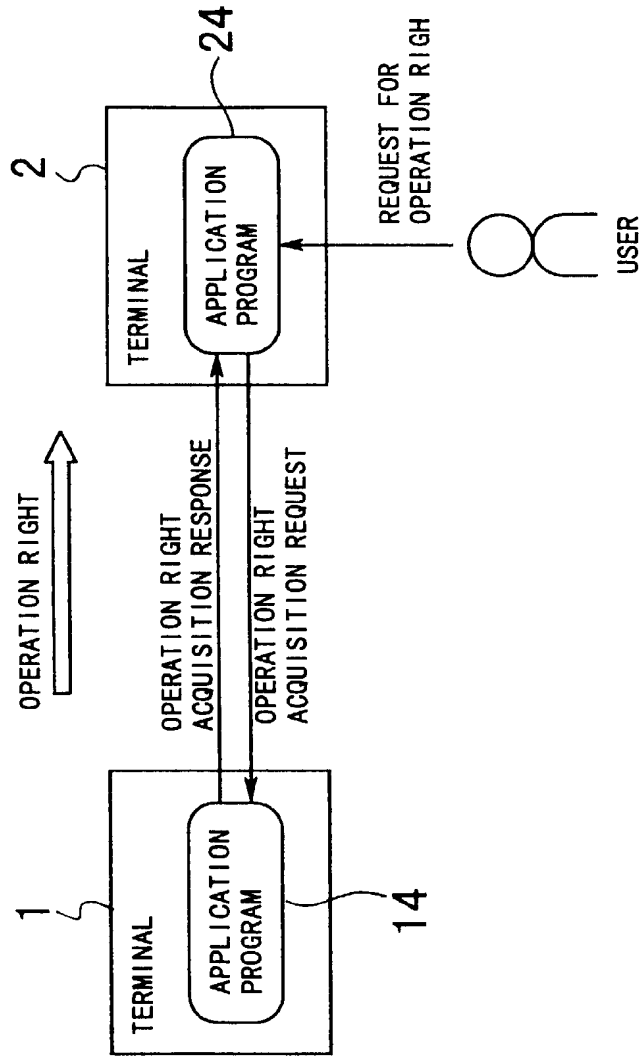 OPERATION RIGHT
1
TERMINAL
APPLICATION
PROGRAM
14
OPERATION RIGHT
ACQUISITION RESPONSE
OPERATION RIGHT
ACQUISITION REQUEST
2
TERMINAL
APPLICATION
PROGRAM
24
REQUEST FOR
OPERATION RIGH
USER